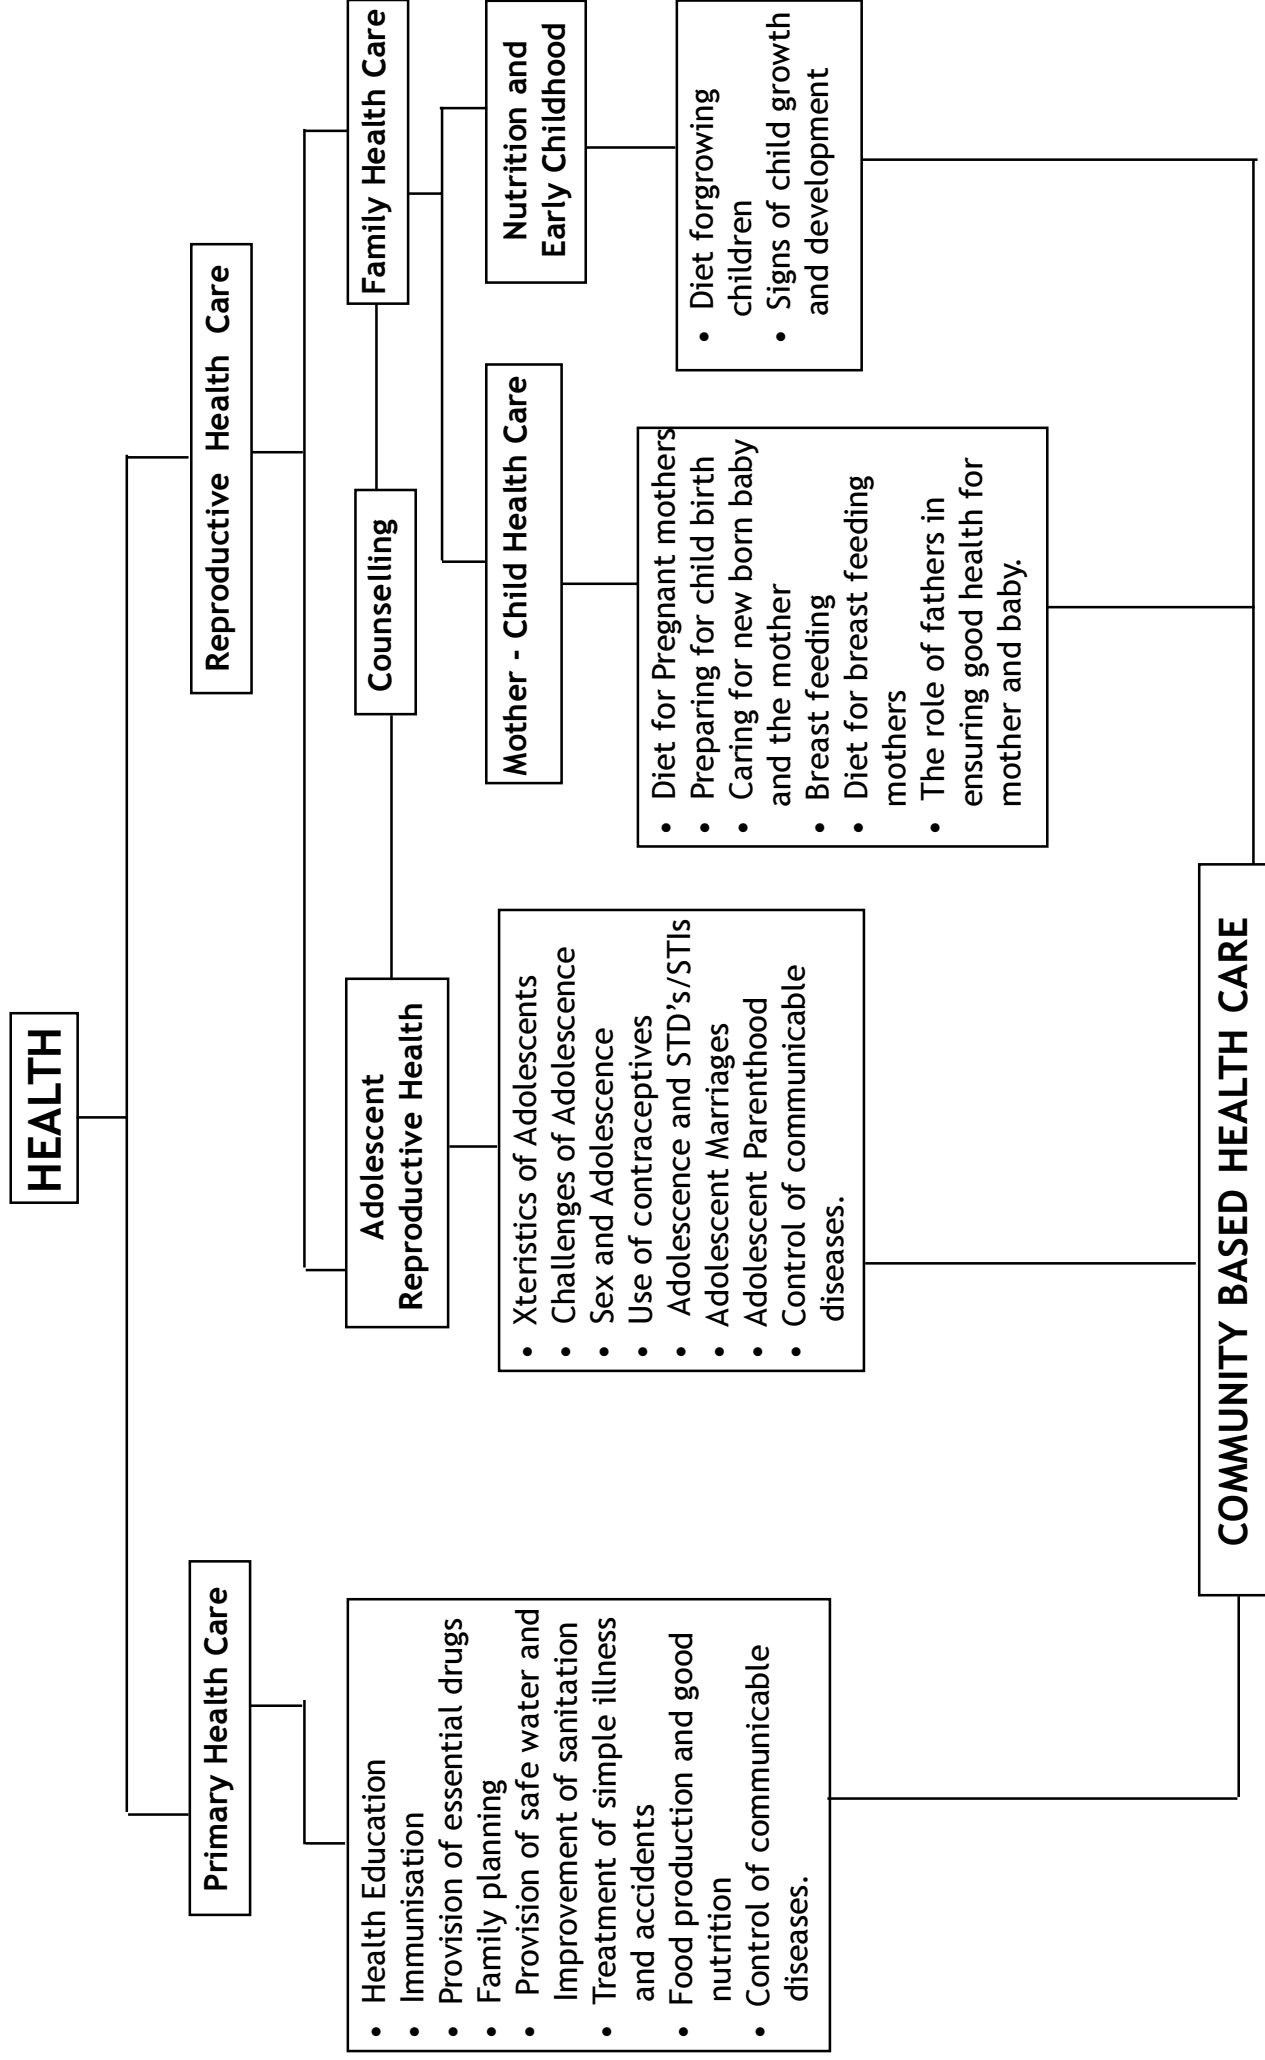 HEALTH
Primary Health Care
Reproductive Health Care
• Health Education
• Immunisation
• Provision of essential drugs
• Family planning
• Provision of safe water and
Improvement of sanitation
• Treatment of simple illness
and accidents
• Food production and good
nutrition
• Control of communicable
diseases.
Adolescent
Reproductive Health
Counselling
Family Health Care
• Xteristics of Adolescents
• Challenges of Adolescence
• Sex and Adolescence
• Use of contraceptives
• Adolescence and STD's/STIs
• Adolescent Marriages
• Adolescent Parenthood
• Control of communicable
diseases.
Mother - Child Health Care
• Diet for Pregnant mothers
• Preparing for child birth
• Caring for new born baby
and the mother
• Breast feeding
• Diet for breast feeding
mothers
• The role of fathers in
ensuring good health for
mother and baby.
Nutrition and
Early Childhood
• Diet forgrowing
children
• Signs of child growth
and development
COMMUNITY BASED HEALTH CARE